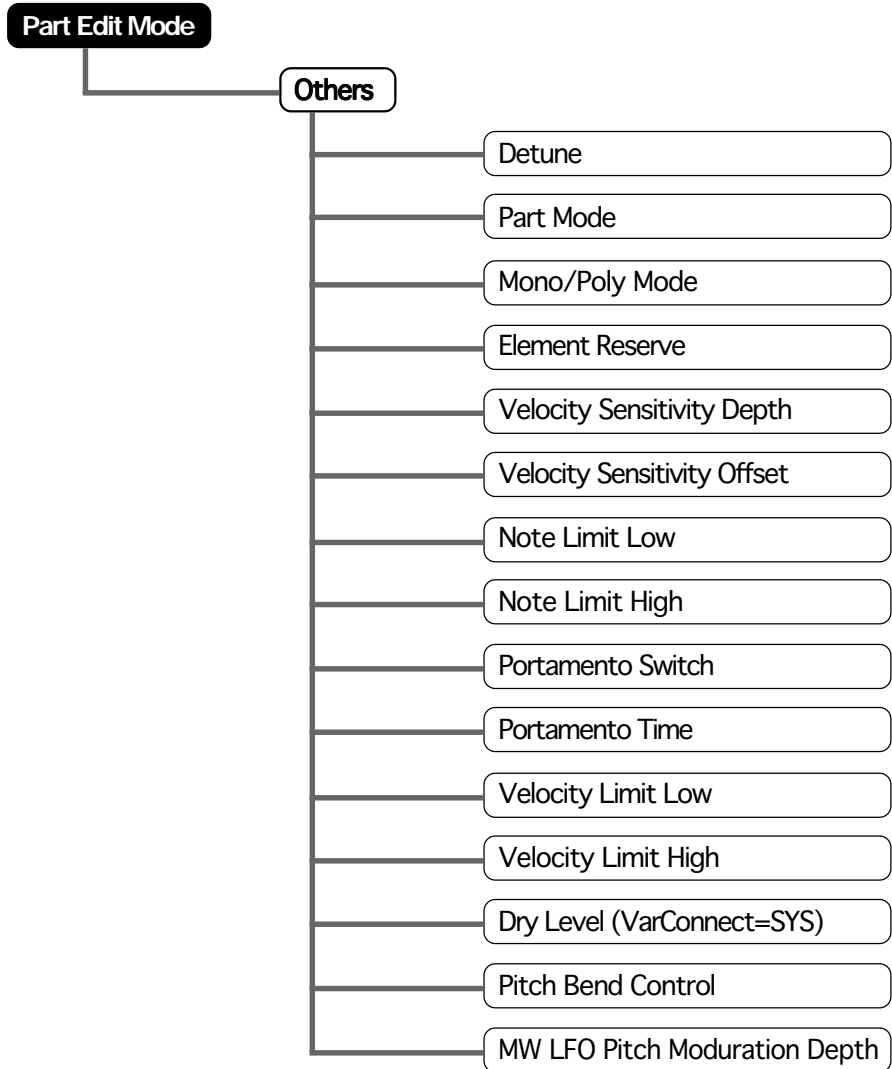 Part Edit Mode
Others
Detune
Part Mode
Mono/Poly Mode
Element Reserve
Velocity Sensitivity Depth
Velocity Sensitivity Offset
Note Limit Low
Note Limit High
Portamento Switch
Portamento Time
Velocity Limit Low
Velocity Limit High
Dry Level (VarConnect=SYS)
Pitch Bend Control
MW LFO Pitch Moduration Depth